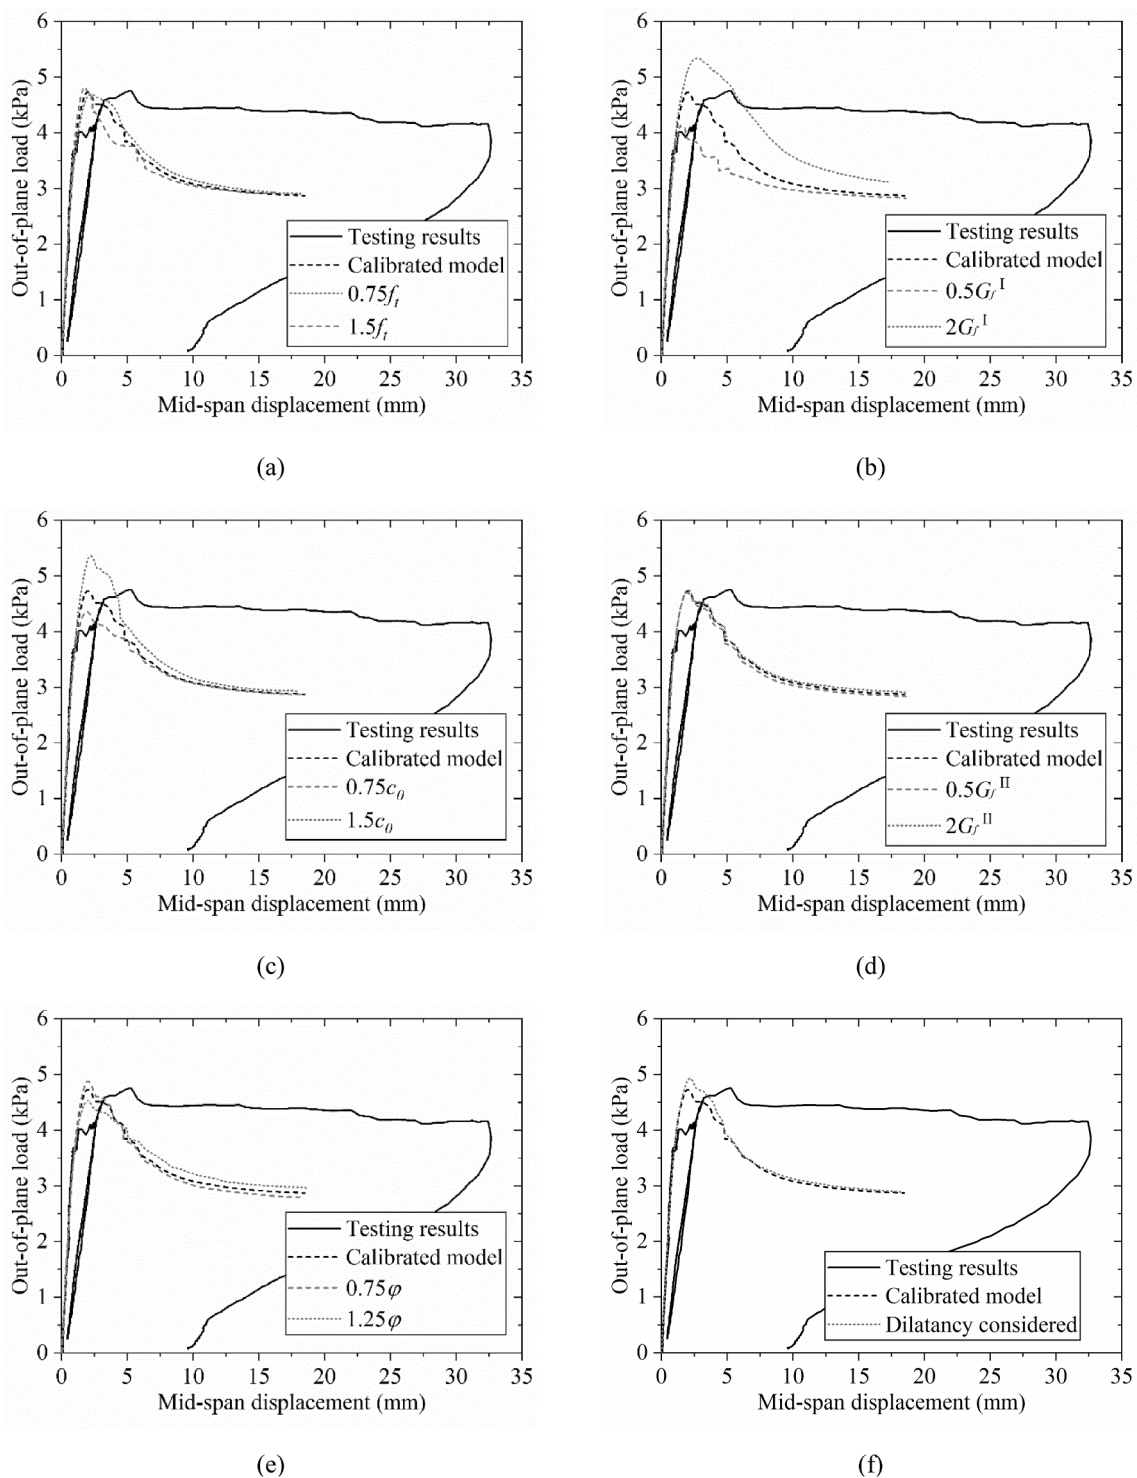 6
5
4
3
2
1
0
Out-of-plane load (kPa)
Testing results
Calibrated model
0.75fₜ
1.5fₜ
0 5 10 15 20 25 30 35
Mid-span displacement (mm)
(a)
6
5
4
3
2
1
0
Out-of-plane load (kPa)
Testing results
Calibrated model
0.5G_f^I
2G_f^I
0 5 10 15 20 25 30 35
Mid-span displacement (mm)
(b)
6
5
4
3
2
1
0
Out-of-plane load (kPa)
Testing results
Calibrated model
0.75c₀
1.5c₀
0 5 10 15 20 25 30 35
Mid-span displacement (mm)
(c)
6
5
4
3
2
1
0
Out-of-plane load (kPa)
Testing results
Calibrated model
0.5G_f^II
2G_f^II
0 5 10 15 20 25 30 35
Mid-span displacement (mm)
(d)
6
5
4
3
2
1
0
Out-of-plane load (kPa)
Testing results
Calibrated model
0.75φ
1.25φ
0 5 10 15 20 25 30 35
Mid-span displacement (mm)
(e)
6
5
4
3
2
1
0
Out-of-plane load (kPa)
Testing results
Calibrated model
Dilatancy considered
0 5 10 15 20 25 30 35
Mid-span displacement (mm)
(f)